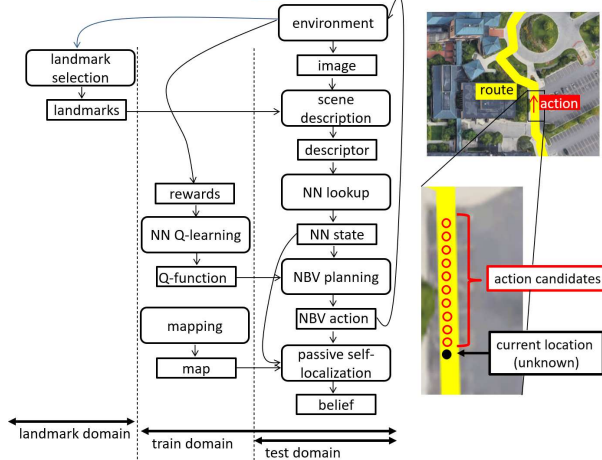 environment
landmark
selection
image
landmarks
scene
description
descriptor
rewards
NN lookup
NN Q-learning
NN state
Q-function
NBV planning
mapping
NBV action
map
passive self-
localization
belief
landmark domain
train domain
test domain
route
action
action candidates
current location
(unknown)